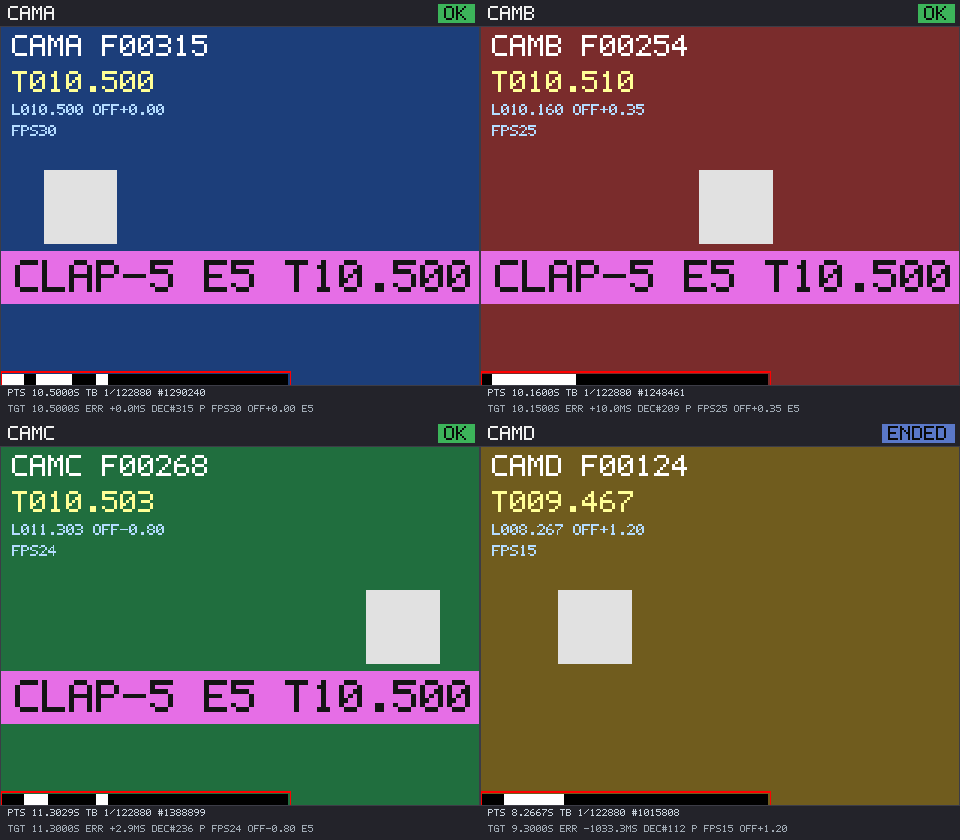 CAMA OK
CAMA F00315
T010.500
L010.500 OFF+0.00
FPS30
CLAP-5 E5 T10.500
PTS 10.5000S TB 1/122880 #1290240
TGT 10.5000S ERR +0.0MS DEC#315 P FPS30 OFF+0.00 E5
CAMB OK
CAMB F00254
T010.510
L010.160 OFF+0.35
FPS25
CLAP-5 E5 T10.500
PTS 10.1600S TB 1/122880 #1248461
TGT 10.1500S ERR +10.0MS DEC#209 P FPS25 OFF+0.35 E5
CAMC OK
CAMC F00268
T010.503
L011.303 OFF-0.80
FPS24
CLAP-5 E5 T10.500
PTS 11.3029S TB 1/122880 #1388899
TGT 11.3000S ERR +2.9MS DEC#236 P FPS24 OFF-0.80 E5
CAMD ENDED
CAMD F00124
T009.467
L008.267 OFF+1.20
FPS15
PTS 8.2667S TB 1/122880 #1015808
TGT 9.3000S ERR -1033.3MS DEC#112 P FPS15 OFF+1.20